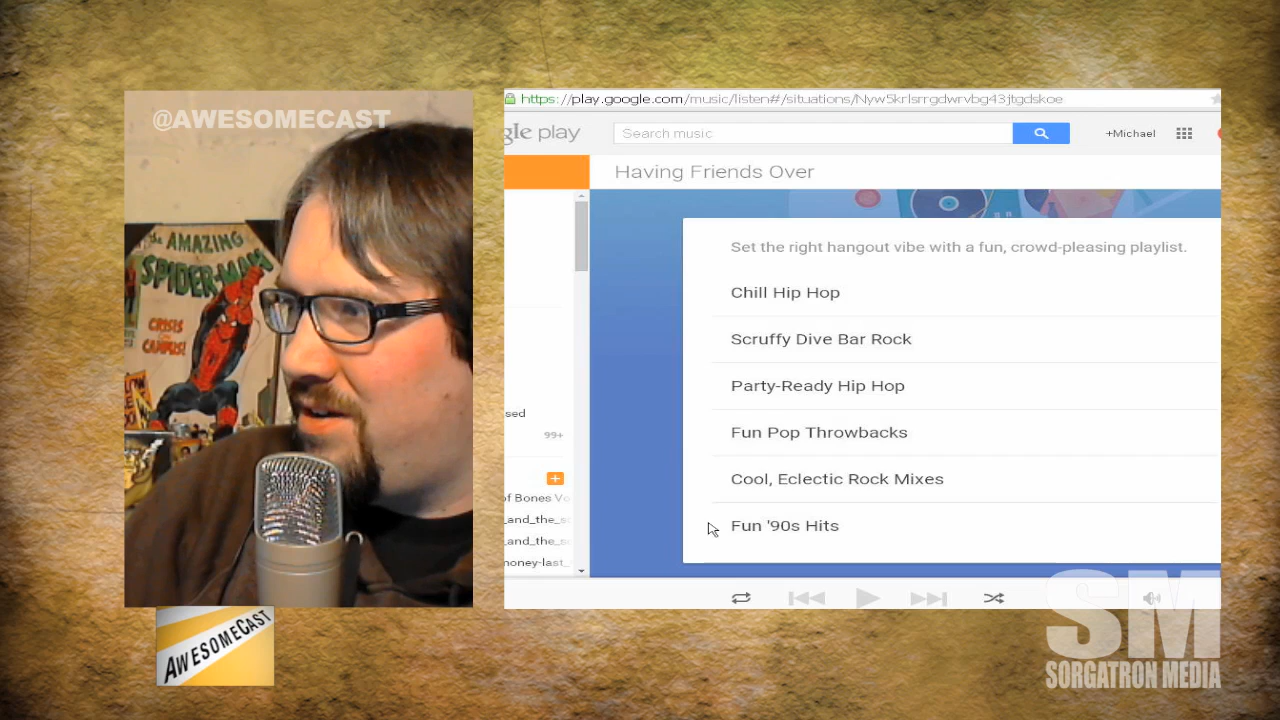 @AWESOMECAST
the AMAZING
SPIDER-MAN
CRISIS
CAMPUS!
AWESOMECAST
https://play.google.com/music/listen#/situations/Nyw5krlsrrgdwrvbg43jtgdskoe
gle play
Search music
+Michael
Having Friends Over
Set the right hangout vibe with a fun, crowd-pleasing playlist.
Chill Hip Hop
Scruffy Dive Bar Rock
Party-Ready Hip Hop
Fun Pop Throwbacks
Cool, Eclectic Rock Mixes
Fun '90s Hits
sed
99+
of Bones Vo
_and_the_s
_and_the_se
money-last_
SM
SORGATRON MEDIA